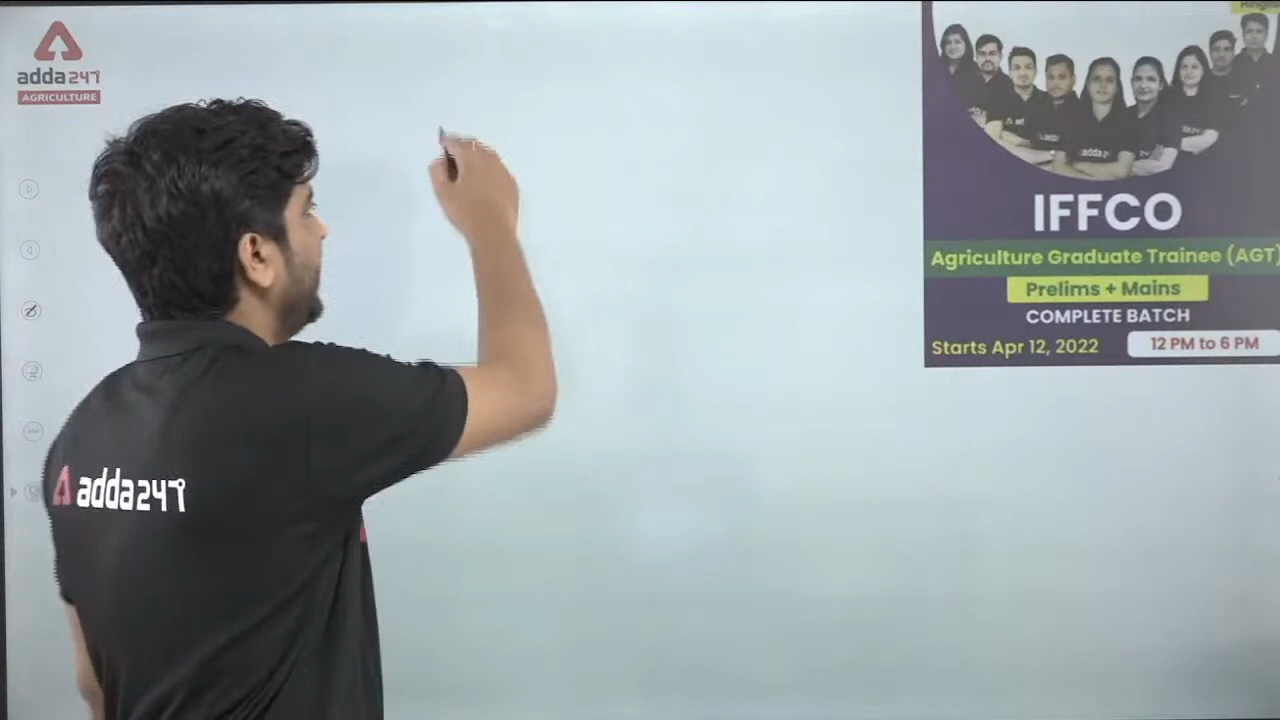 adda247
AGRICULTURE
adda247
adda247
IFFCO
Agriculture Graduate Trainee (AGT)
Prelims + Mains
COMPLETE BATCH
Starts Apr 12, 2022
12 PM to 6 PM